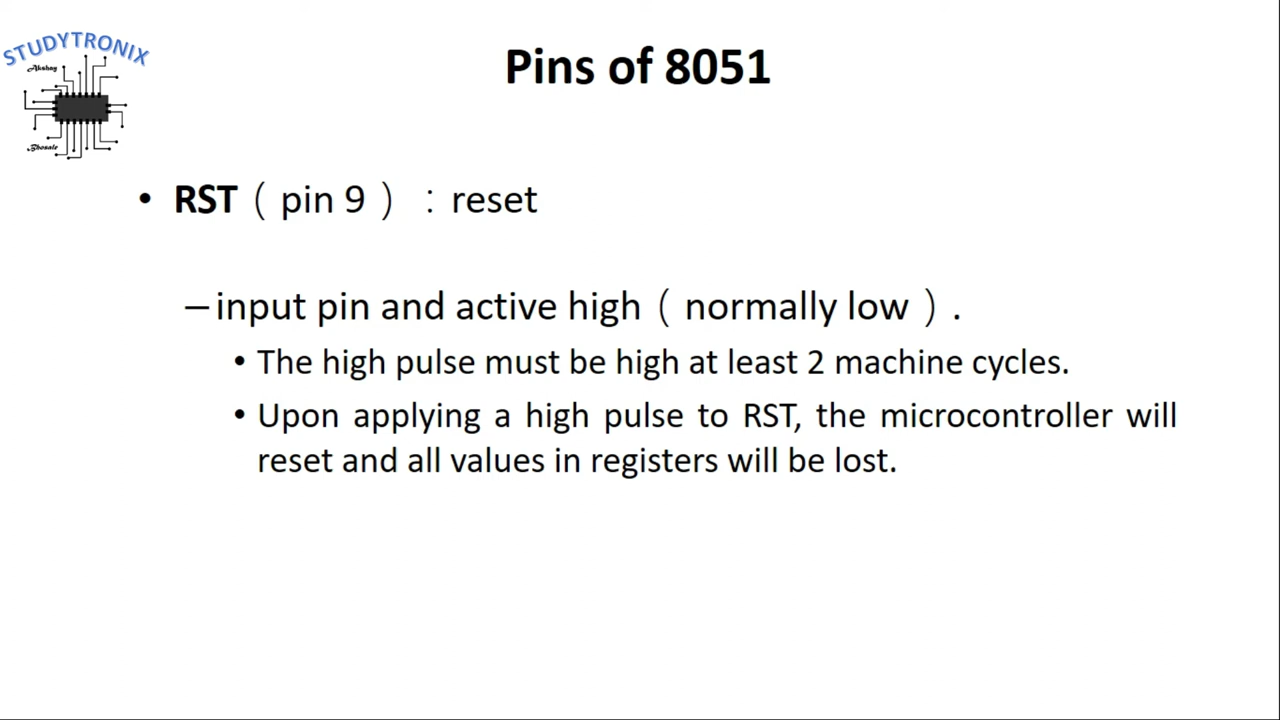 STUDYTRONIX
Akshay
Bhosale
Pins of 8051
• RST（pin 9）：reset
– input pin and active high（normally low）.
• The high pulse must be high at least 2 machine cycles.
• Upon applying a high pulse to RST, the microcontroller will
reset and all values in registers will be lost.